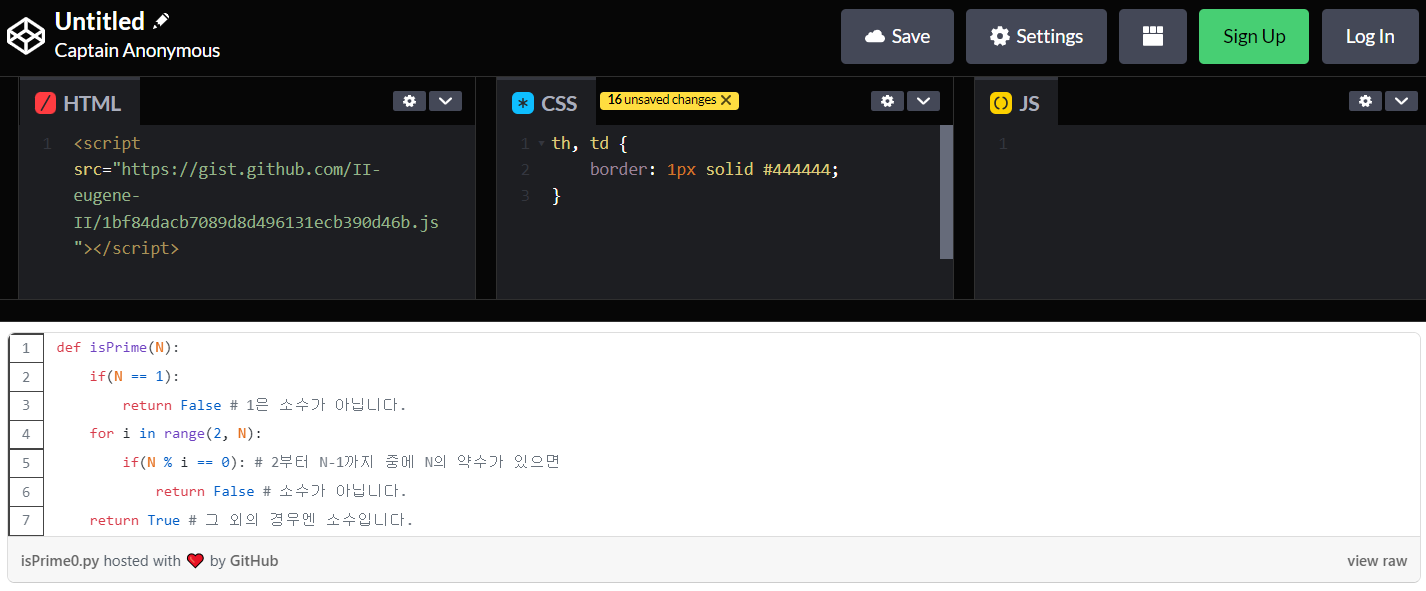 Untitled
Captain Anonymous
Save
Settings
Sign Up
Log In
HTML
1 <script
src="https://gist.github.com/II-
eugene-
II/1bf84dacb7089d8d496131ecb390d46b.js
"></script>
CSS
16 unsaved changes X
1 th, td {
2     border: 1px solid #444444;
3 }
JS
1
1 def isPrime(N):
2     if(N == 1):
3         return False # 1은 소수가 아닙니다.
4     for i in range(2, N):
5         if(N % i == 0): # 2부터 N-1까지 중에 N의 약수가 있으면
6             return False # 소수가 아닙니다.
7     return True # 그 외의 경우엔 소수입니다.
isPrime0.py hosted with ❤ by GitHub
view raw